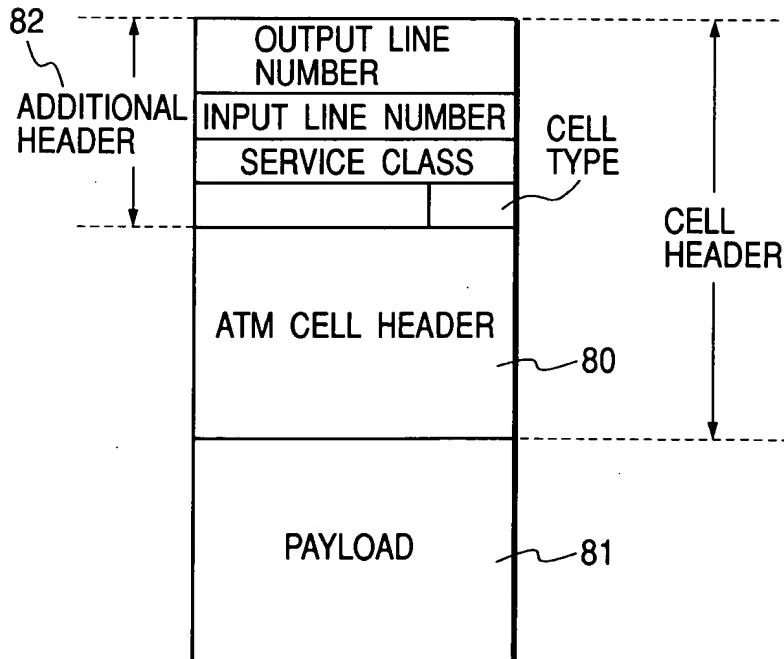 82
ADDITIONAL
HEADER
OUTPUT LINE
NUMBER
INPUT LINE NUMBER
SERVICE CLASS
CELL
TYPE
CELL
HEADER
ATM CELL HEADER
80
PAYLOAD
81